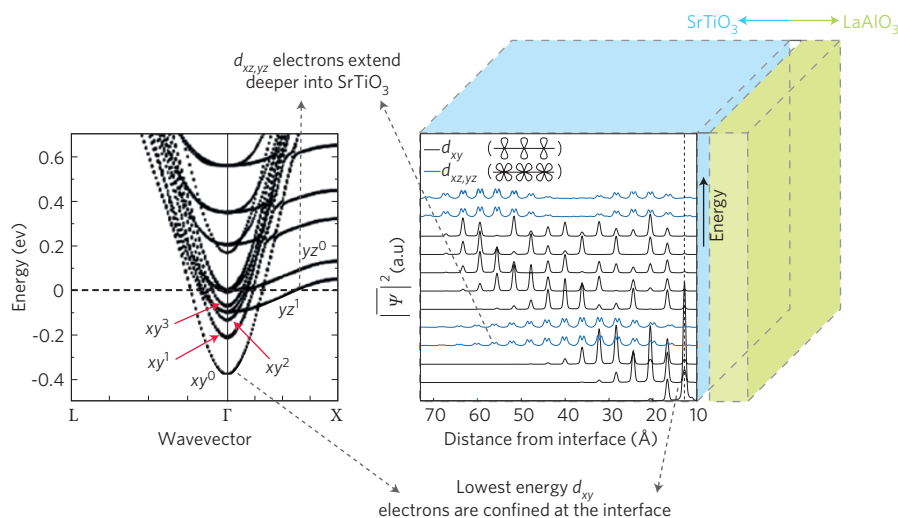 SrTiO3 LaAlO3
dxz,yz electrons extend
deeper into SrTiO3
0.6
0.4
0.2
0
-0.2
-0.4
Energy (ev)
yz0
yz1
xy3
xy1
xy0
xy2
L Γ X
Wavevector
dxy
dxz,yz
|Ψ|2 (a.u)
Energy
70 60 50 40 30 20 10
Distance from interface (Å)
Lowest energy dxy
electrons are confined at the interface